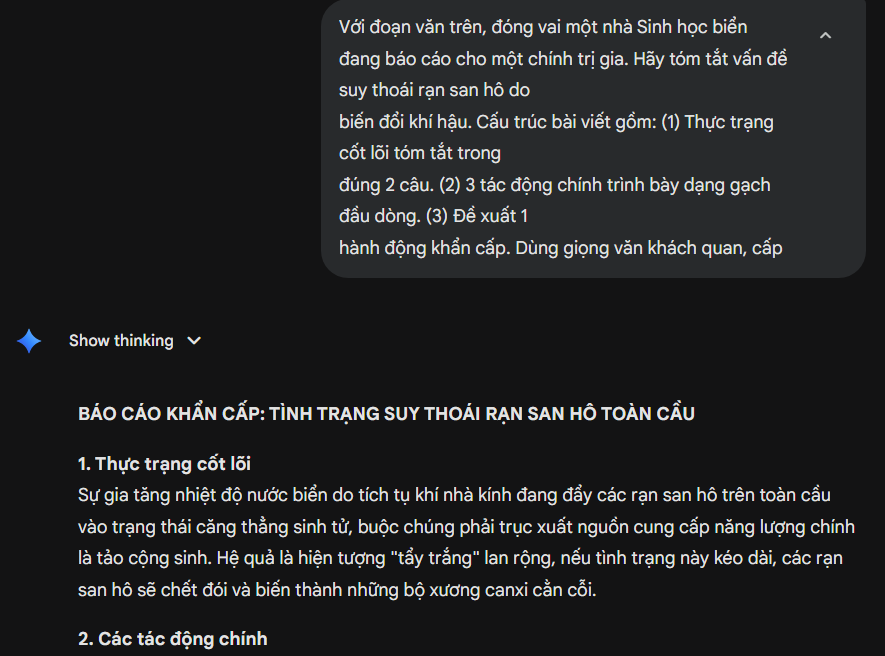 Với đoạn văn trên, đóng vai một nhà Sinh học biển
đang báo cáo cho một chính trị gia. Hãy tóm tắt vấn đề
suy thoái rạn san hô do
biến đổi khí hậu. Cấu trúc bài viết gồm: (1) Thực trạng
cốt lõi tóm tắt trong
đúng 2 câu. (2) 3 tác động chính trình bày dạng gạch
đầu dòng. (3) Đề xuất 1
hành động khẩn cấp. Dùng giọng văn khách quan, cấp
Show thinking
BÁO CÁO KHẨN CẤP: TÌNH TRẠNG SUY THOÁI RẠN SAN HÔ TOÀN CẦU
1. Thực trạng cốt lõi
Sự gia tăng nhiệt độ nước biển do tích tụ khí nhà kính đang đẩy các rạn san hô trên toàn cầu
vào trạng thái căng thẳng sinh tử, buộc chúng phải trục xuất nguồn cung cấp năng lượng chính
là tảo cộng sinh. Hệ quả là hiện tượng "tẩy trắng" lan rộng, nếu tình trạng này kéo dài, các rạn
san hô sẽ chết đói và biến thành những bộ xương canxi cằn cỗi.
2. Các tác động chính